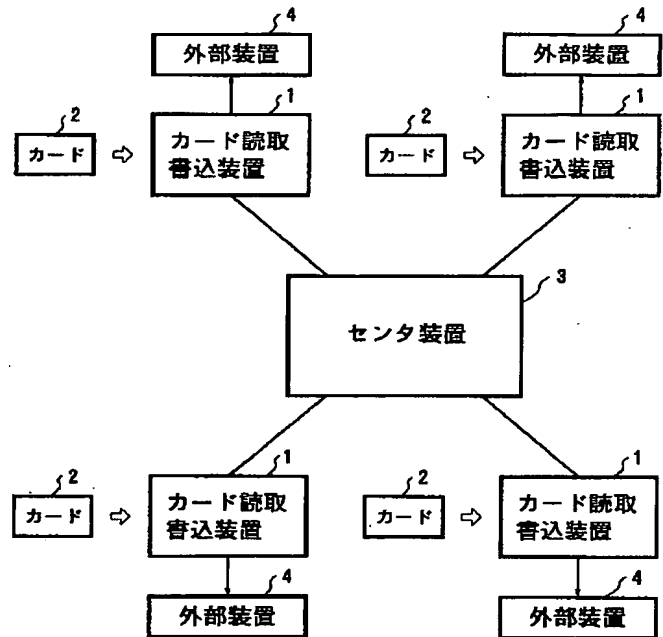 4
外部装置
1
2
カード
カード読取
書込装置
4
外部装置
1
2
カード
カード読取
書込装置
3
センタ装置
1
2
カード
カード読取
書込装置
4
外部装置
1
2
カード
カード読取
書込装置
4
外部装置